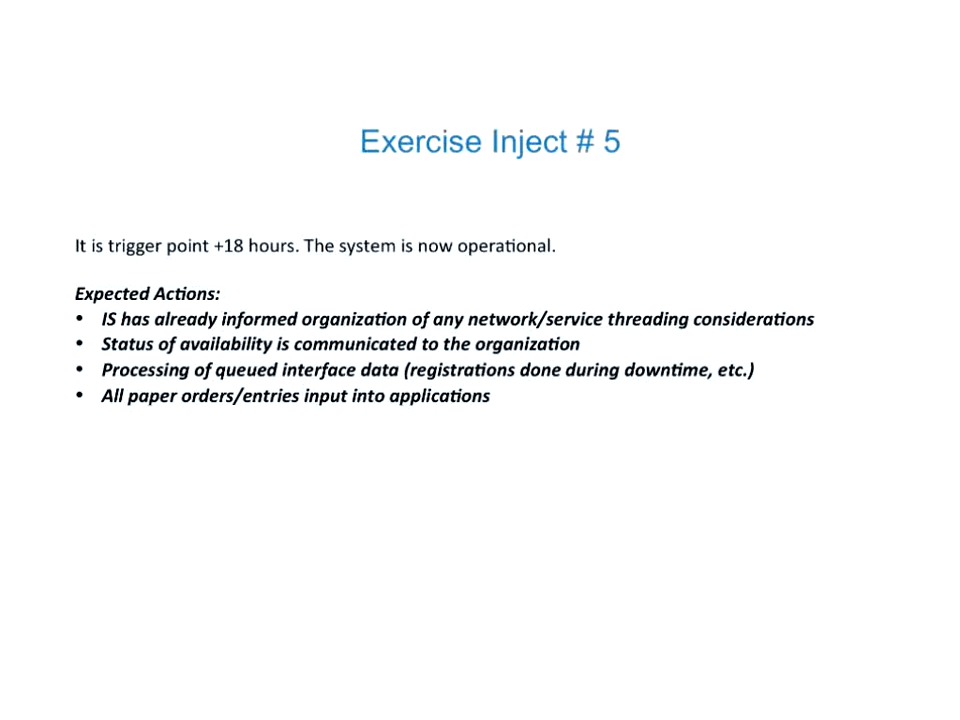 Exercise Inject # 5
It is trigger point +18 hours. The system is now operational.
Expected Actions:
• IS has already informed organization of any network/service threading considerations
• Status of availability is communicated to the organization
• Processing of queued interface data (registrations done during downtime, etc.)
• All paper orders/entries input into applications